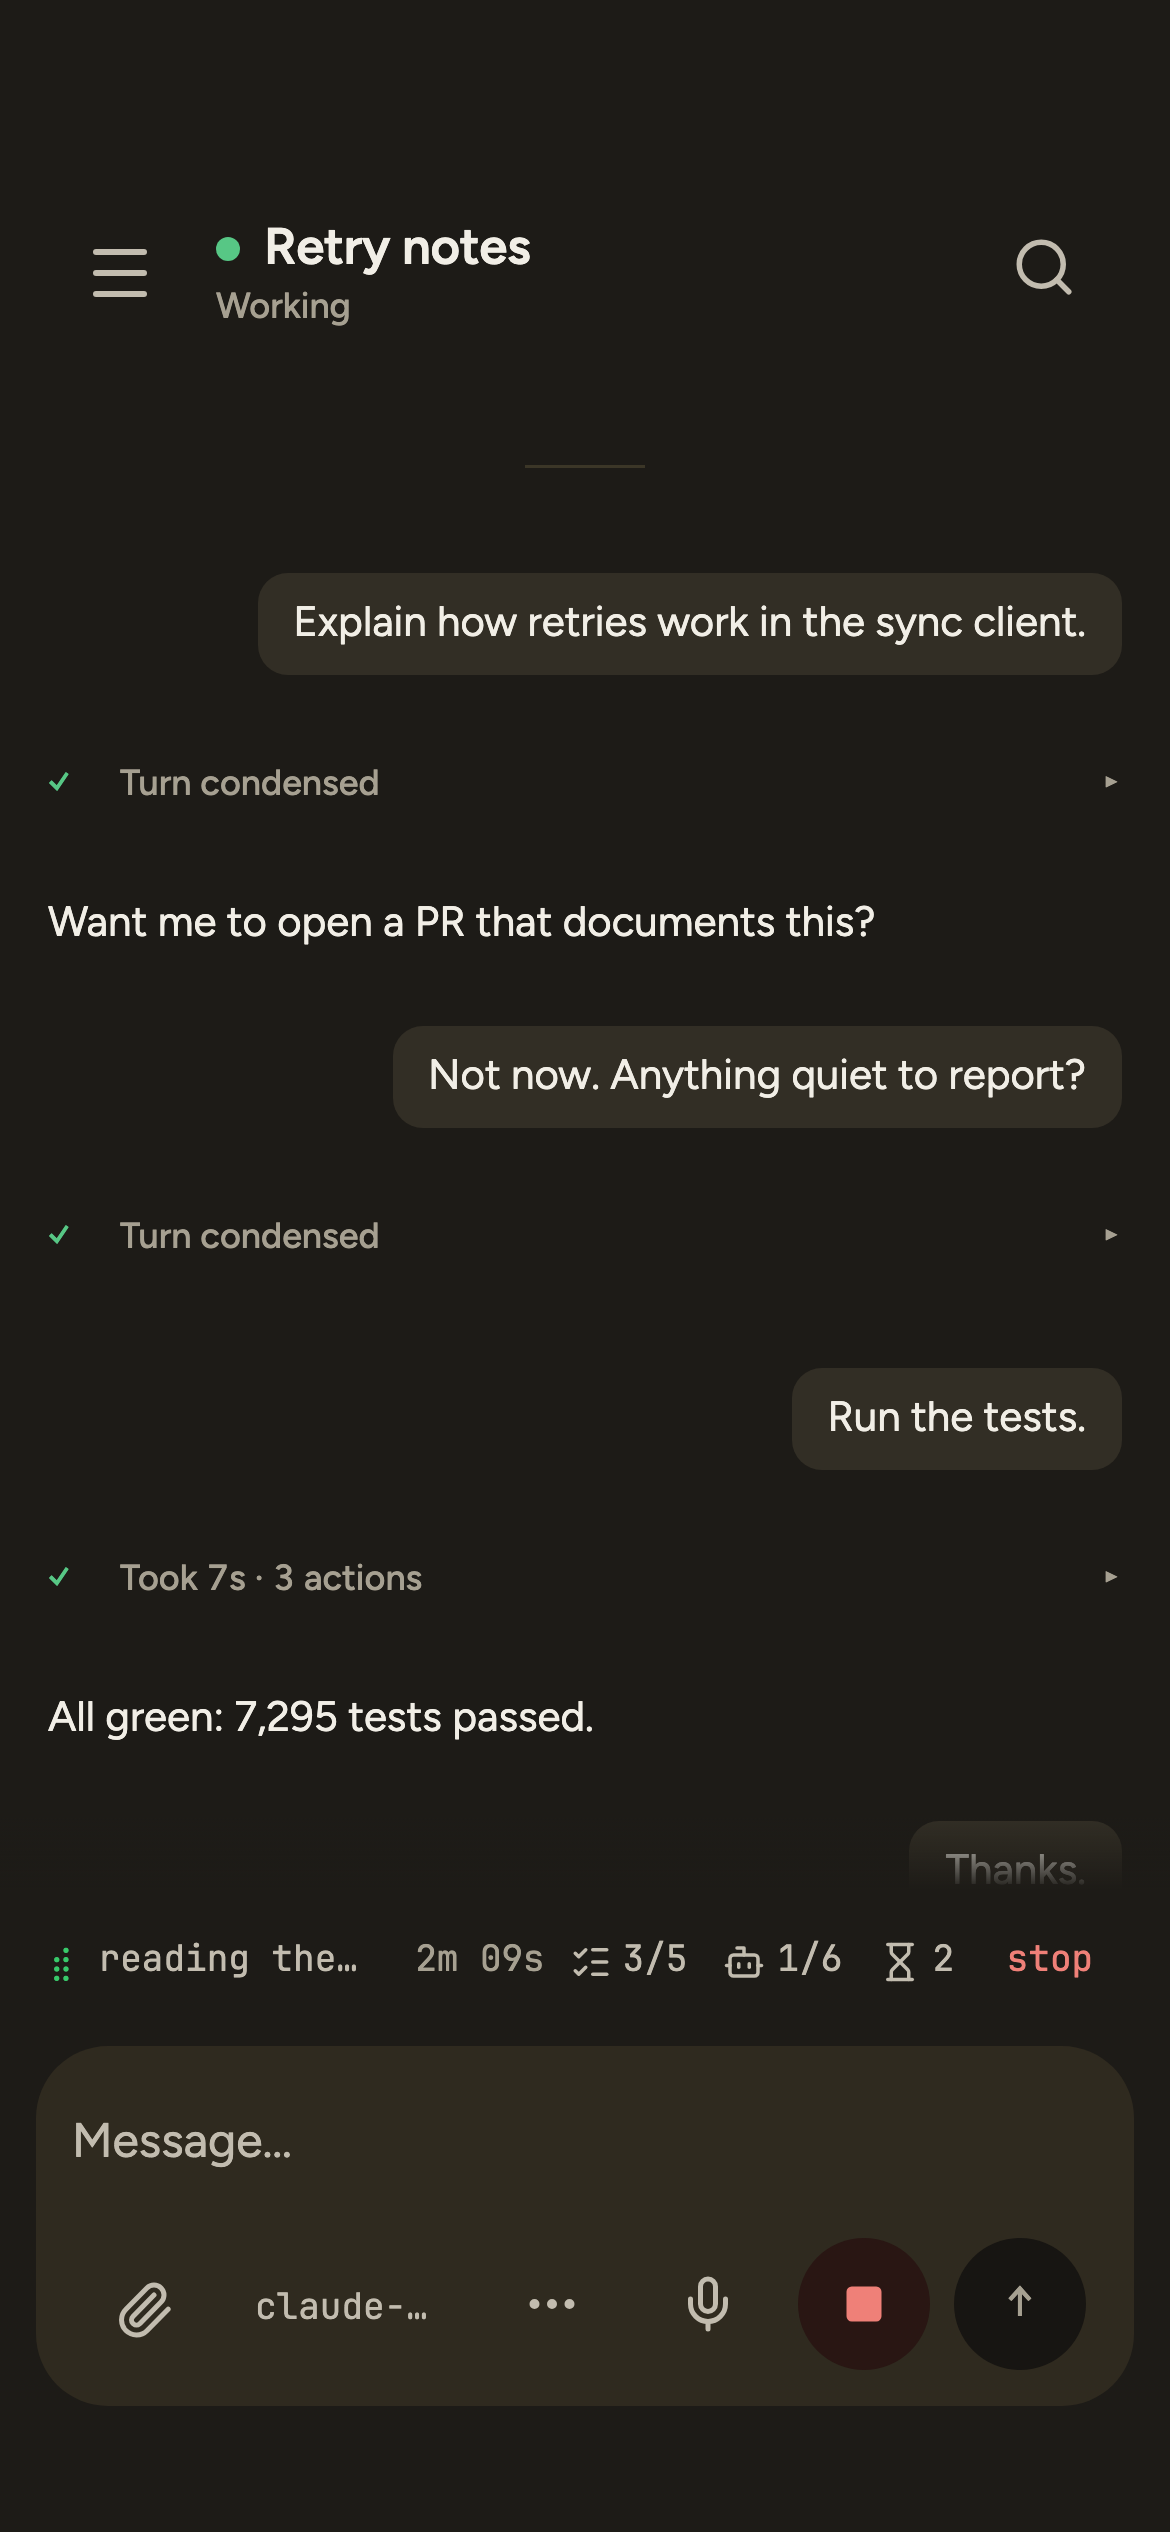 Retry notes
Working
Explain how retries work in the sync client.
Turn condensed
Want me to open a PR that documents this?
Not now. Anything quiet to report?
Turn condensed
Run the tests.
Took 7s · 3 actions
All green: 7,295 tests passed.
Thanks.
reading the… 2m 09s 3/5 1/6 2 stop
Message…
claude-…